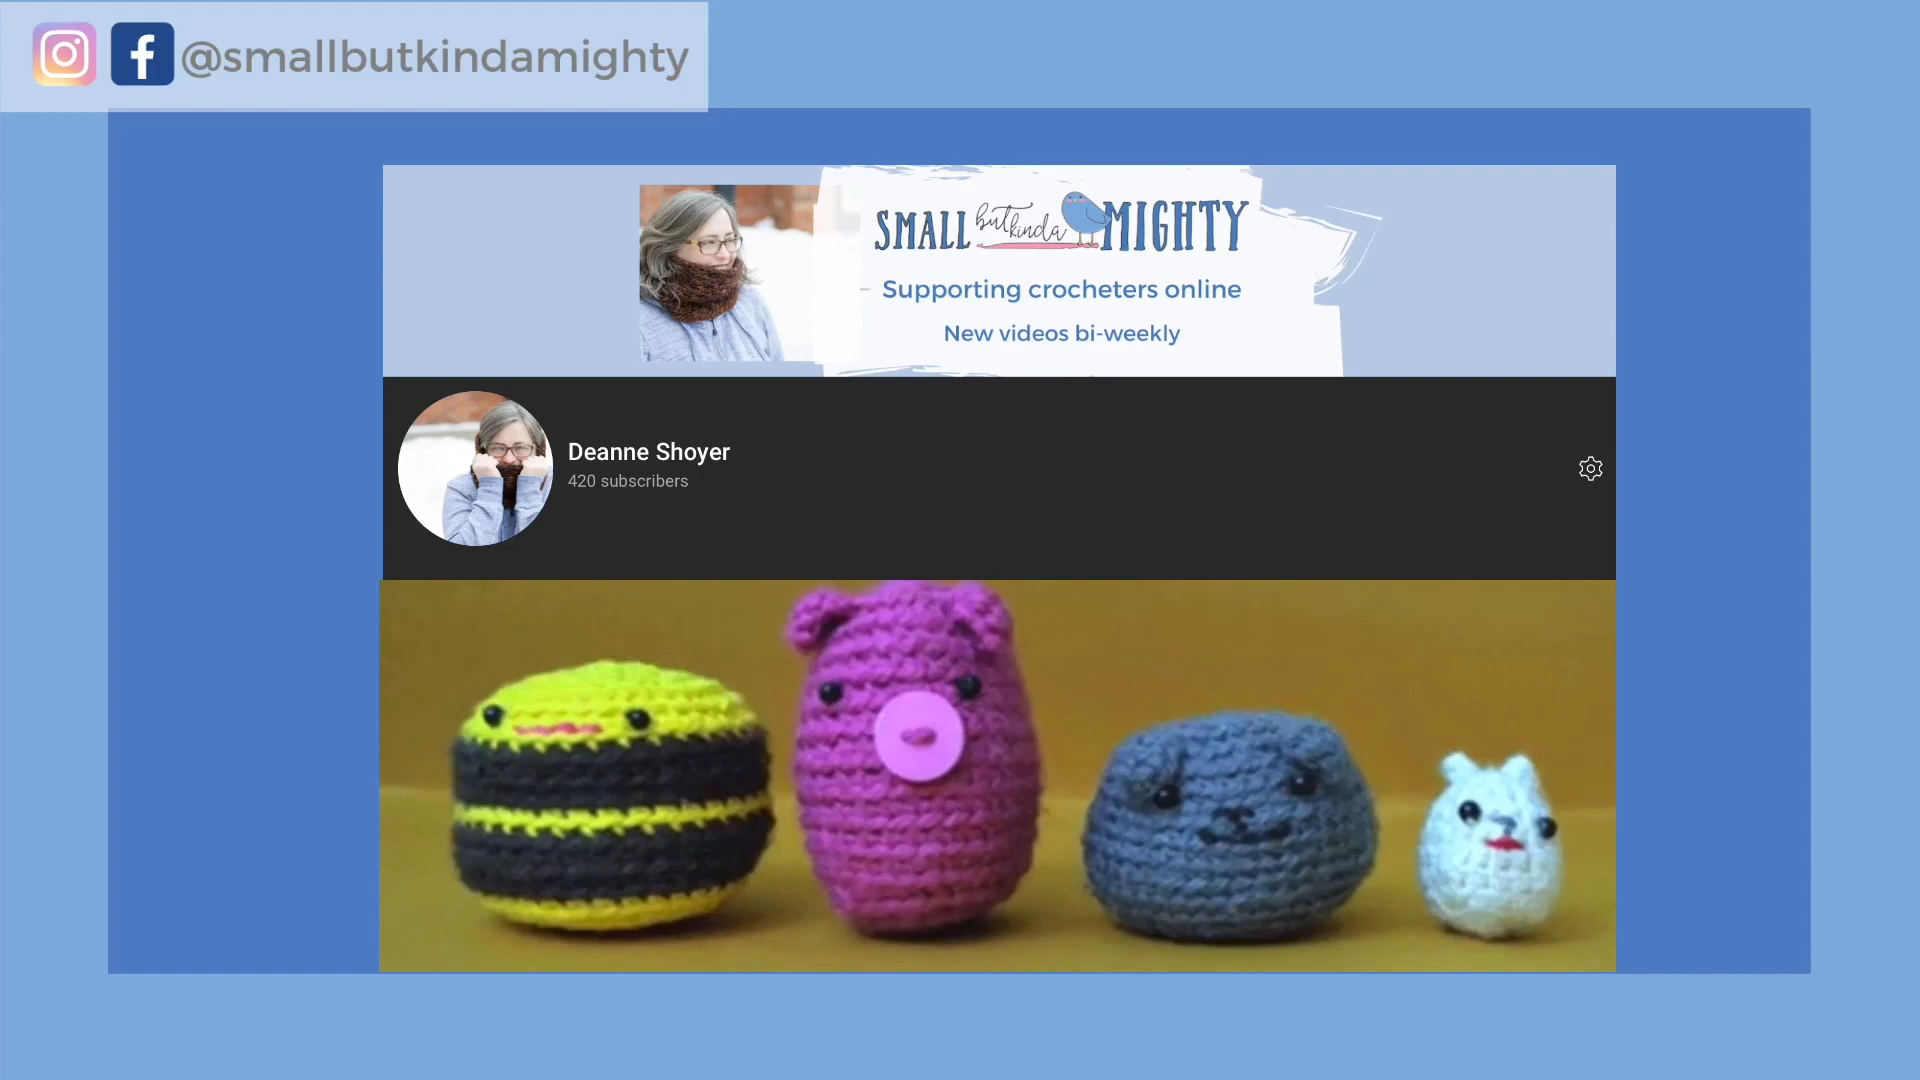 @smallbutkindamighty
SMALL but kinda MIGHTY
Supporting crocheters online
New videos bi-weekly
Deanne Shoyer
420 subscribers